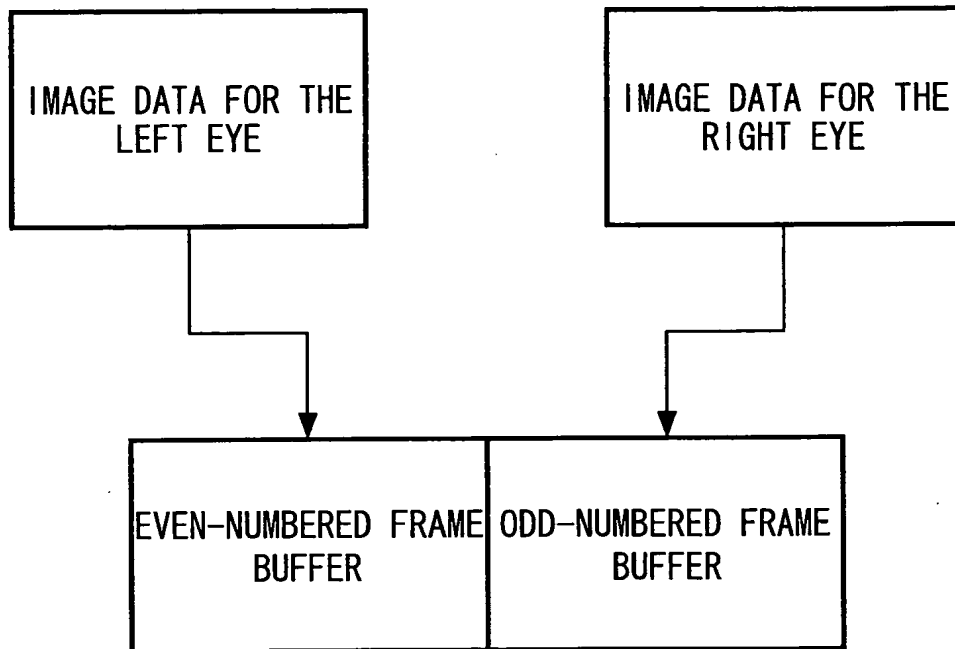 IMAGE DATA FOR THE
LEFT EYE
IMAGE DATA FOR THE
RIGHT EYE
EVEN-NUMBERED FRAME
BUFFER
ODD-NUMBERED FRAME
BUFFER